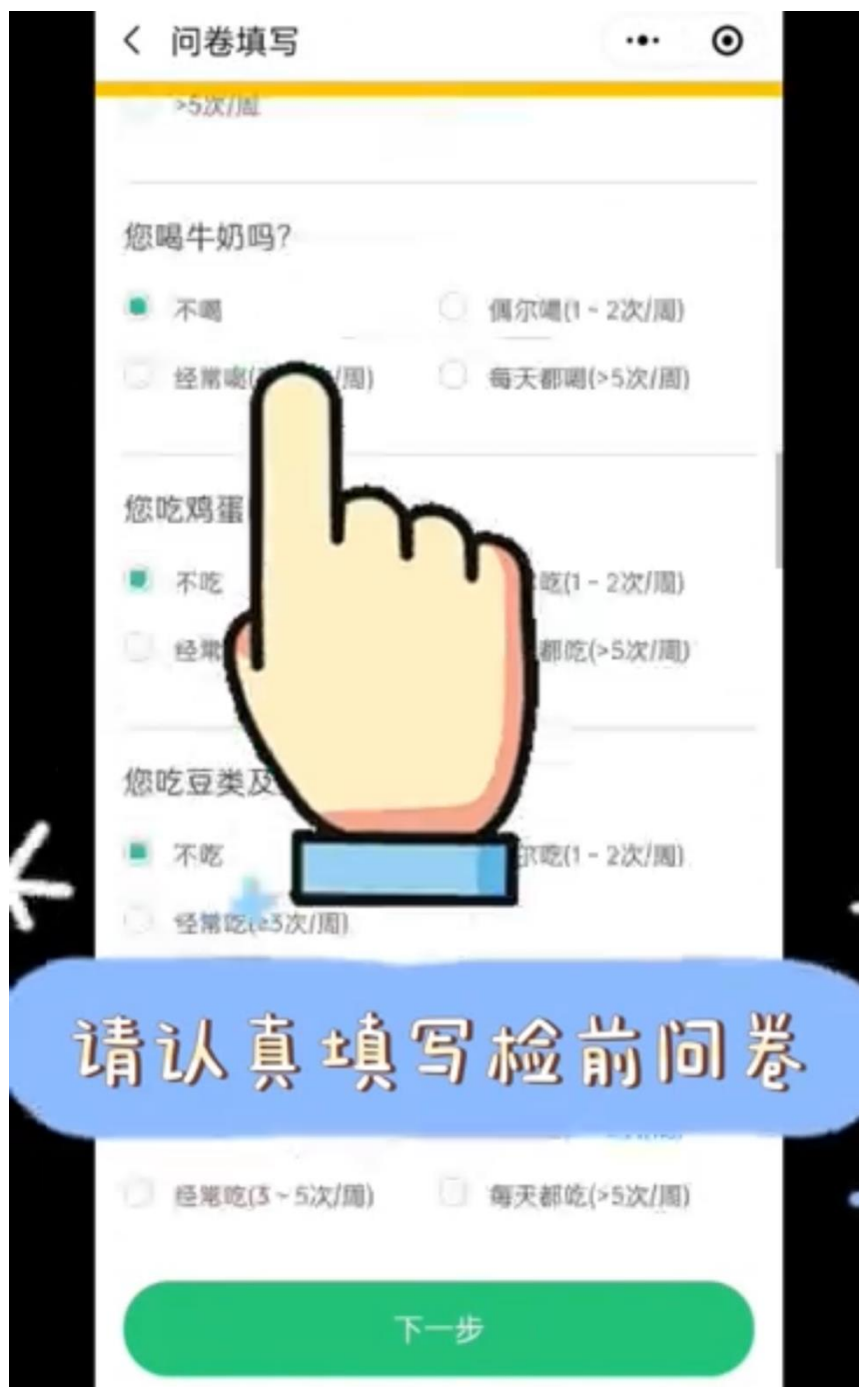 问卷填写
>5次/周
您喝牛奶吗?
不喝
偶尔喝(1~2次/周)
经常喝(
/周)
每天都喝(>5次/周)
您吃鸡蛋
不吃
吃(1~2次/周)
经常
都吃(>5次/周)
您吃豆类及
不吃
尔吃(1~2次/周)
经常吃(≥3次/周)
请认真填写检前问卷
经常吃(3~5次/周)
每天都吃(>5次/周)
下一步